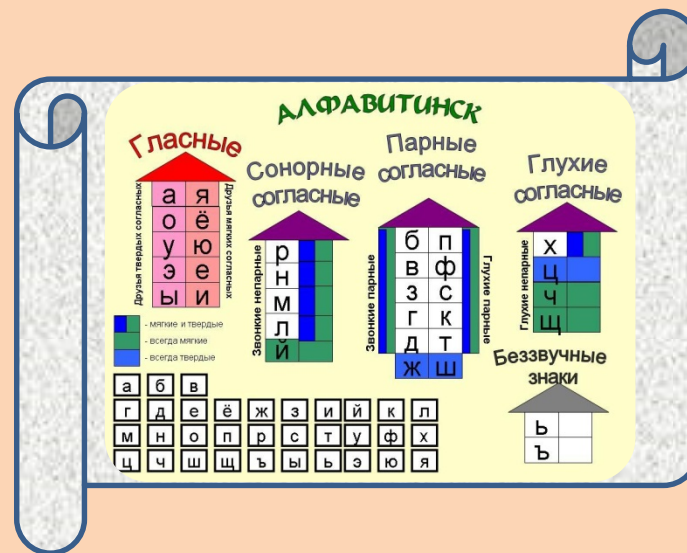 АЛФАВИТИНСК
Гласные
Друзья твердых согласных
Друзья мягких согласных
а я
о ё
у ю
э е
ы и
Сонорные
согласные
Звонкие непарные
р
н
м
л
й
Парные
согласные
Звонкие парные
Глухие парные
б п
в ф
з с
г к
д т
ж ш
Глухие
согласные
Глухие непарные
х
ц
ч
щ
- мягкие и твердые
- всегда мягкие
- всегда твердые
Беззвучные
знаки
ь
ъ
а б в
г д е ё ж з и й к л
м н о п р с т у ф х
ц ч ш щ ъ ы ь э ю я